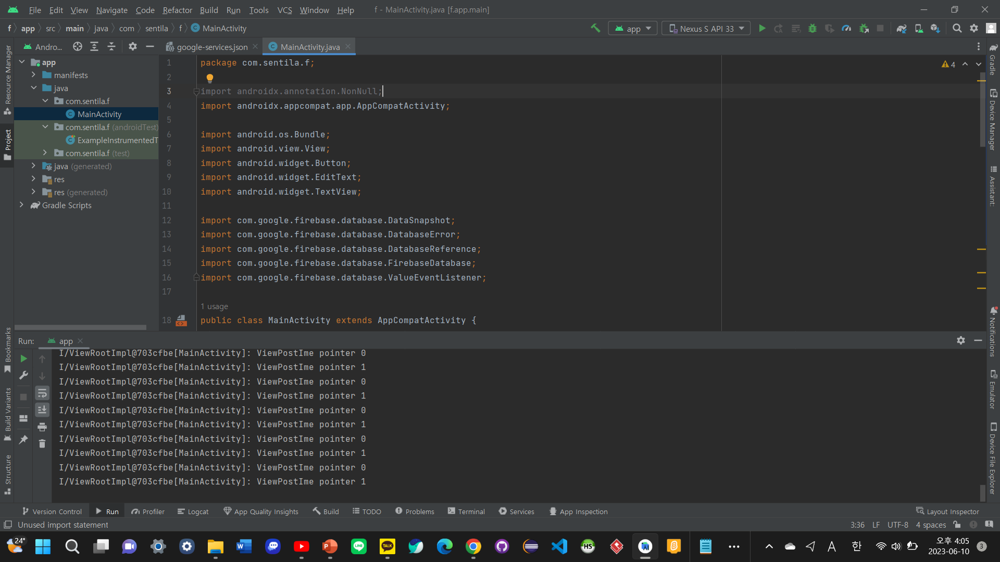 File Edit View Navigate Code Refactor Build Run Tools VCS Window Help f - MainActivity.java [f.app.main]
f app src main java com sentila f MainActivity
app Nexus S API 33
Andro...
google-services.json MainActivity.java
Resource Manager
Project
Bookmarks
Build Variants
Structure
app
manifests
java
com.sentila.f
MainActivity
com.sentila.f (androidTest)
ExampleInstrumentedT
com.sentila.f (test)
java (generated)
res
res (generated)
Gradle Scripts
4
1 package com.sentila.f;
2
3 import androidx.annotation.NonNull;
4 import androidx.appcompat.app.AppCompatActivity;
5
6 import android.os.Bundle;
7 import android.view.View;
8 import android.widget.Button;
9 import android.widget.EditText;
10 import android.widget.TextView;
11
12 import com.google.firebase.database.DataSnapshot;
13 import com.google.firebase.database.DatabaseError;
14 import com.google.firebase.database.DatabaseReference;
15 import com.google.firebase.database.FirebaseDatabase;
16 import com.google.firebase.database.ValueEventListener;
17
1 usage
18 public class MainActivity extends AppCompatActivity {
Gradle
Device Manager
Assistant:
Notifications
Emulator
Device File Explorer
Run: app
I/ViewRootImpl@703cfbe[MainActivity]: ViewPostIme pointer 0
I/ViewRootImpl@703cfbe[MainActivity]: ViewPostIme pointer 1
I/ViewRootImpl@703cfbe[MainActivity]: ViewPostIme pointer 0
I/ViewRootImpl@703cfbe[MainActivity]: ViewPostIme pointer 1
I/ViewRootImpl@703cfbe[MainActivity]: ViewPostIme pointer 0
I/ViewRootImpl@703cfbe[MainActivity]: ViewPostIme pointer 1
I/ViewRootImpl@703cfbe[MainActivity]: ViewPostIme pointer 0
I/ViewRootImpl@703cfbe[MainActivity]: ViewPostIme pointer 1
I/ViewRootImpl@703cfbe[MainActivity]: ViewPostIme pointer 0
I/ViewRootImpl@703cfbe[MainActivity]: ViewPostIme pointer 1
Version Control Run Profiler Logcat App Quality Insights Build TODO Problems Terminal Services App Inspection Layout Inspector
Unused import statement 3:36 LF UTF-8 4 spaces
24° A 한 오후 4:05
2023-06-10 3